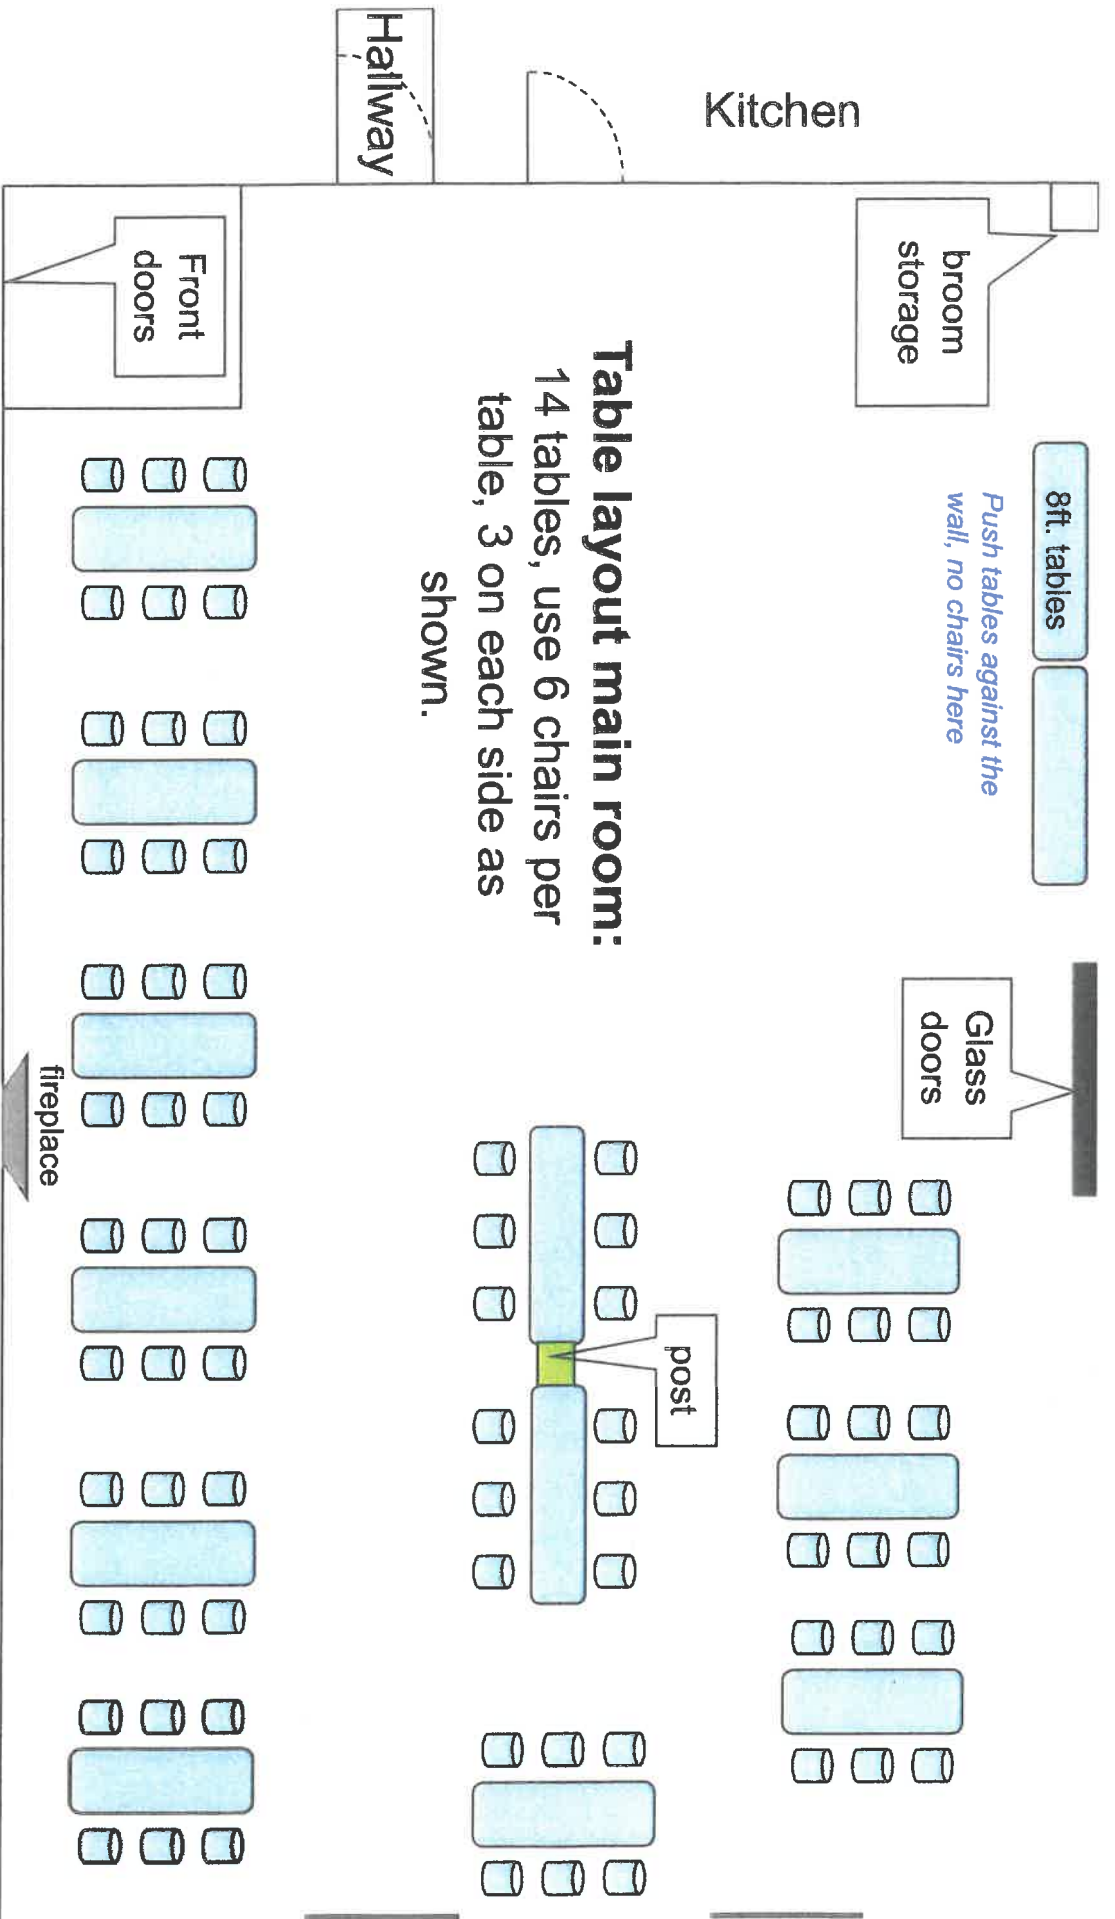 Kitchen
Hallway
broom
storage
Front
doors
8ft. tables
Push tables against the
wall, no chairs here
Table layout main room:
14 tables, use 6 chairs per
table, 3 on each side as
shown.
Glass
doors
post
fireplace